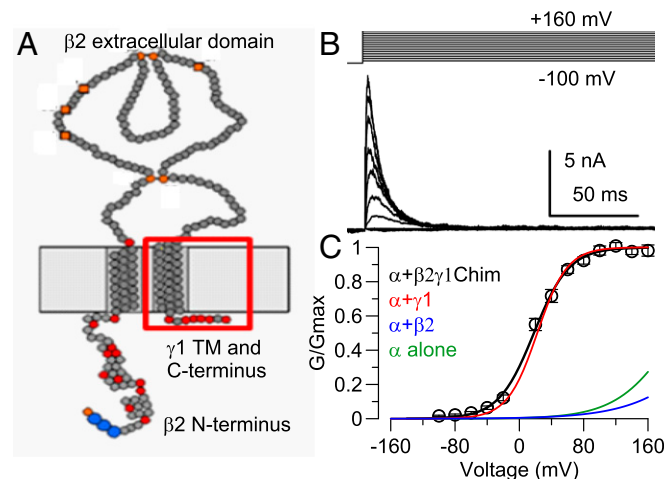 A
β2 extracellular domain
γ1 TM and
C-terminus
β2 N-terminus
B
+160 mV
-100 mV
5 nA
50 ms
C
α+β2γ1Chim
α+γ1
α+β2
α alone
G/Gmax
1
0.8
0.6
0.4
0.2
0
-160 -80 0 80 160
Voltage (mV)